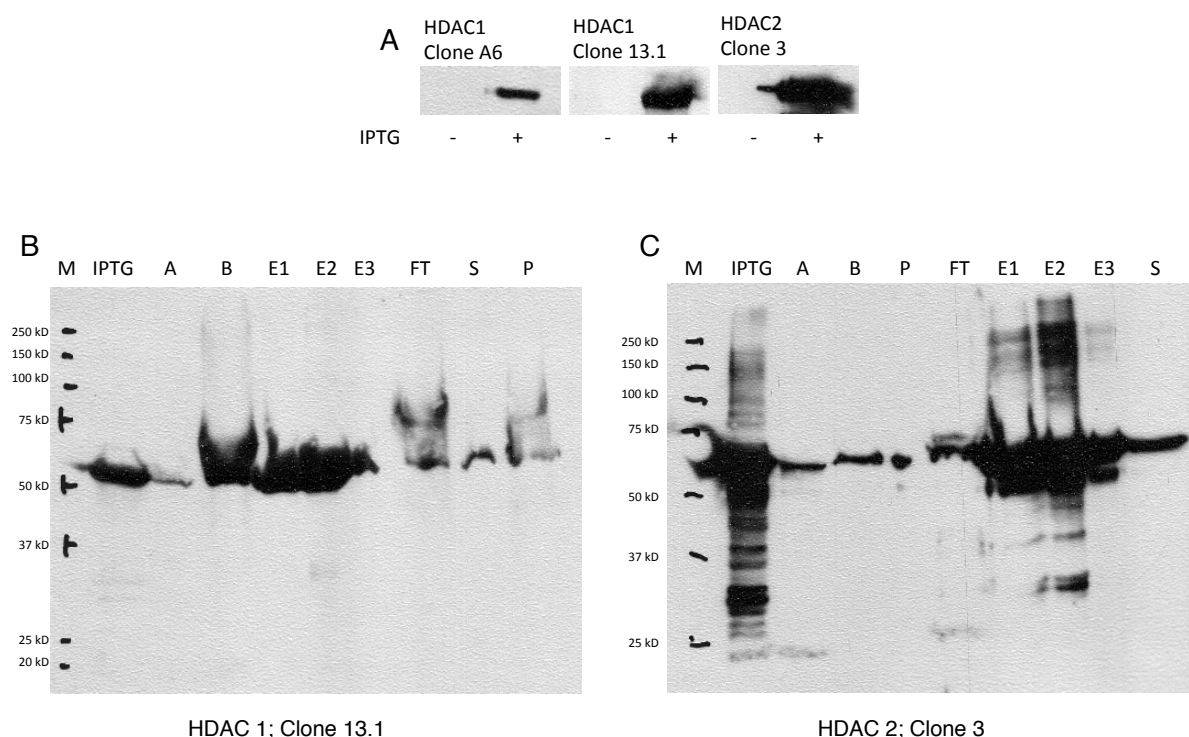 A
HDAC1
Clone A6
HDAC1
Clone 13.1
HDAC2
Clone 3
IPTG - + - + - +
B
M IPTG A B E1 E2 E3 FT S P
250 kD
150 kD
100 kD
75 kD
50 kD
37 kD
25 kD
20 kD
HDAC 1; Clone 13.1
C
M IPTG A B P FT E1 E2 E3 S
250 kD
150 kD
100 kD
75 kD
50 kD
37 kD
25 kD
HDAC 2; Clone 3